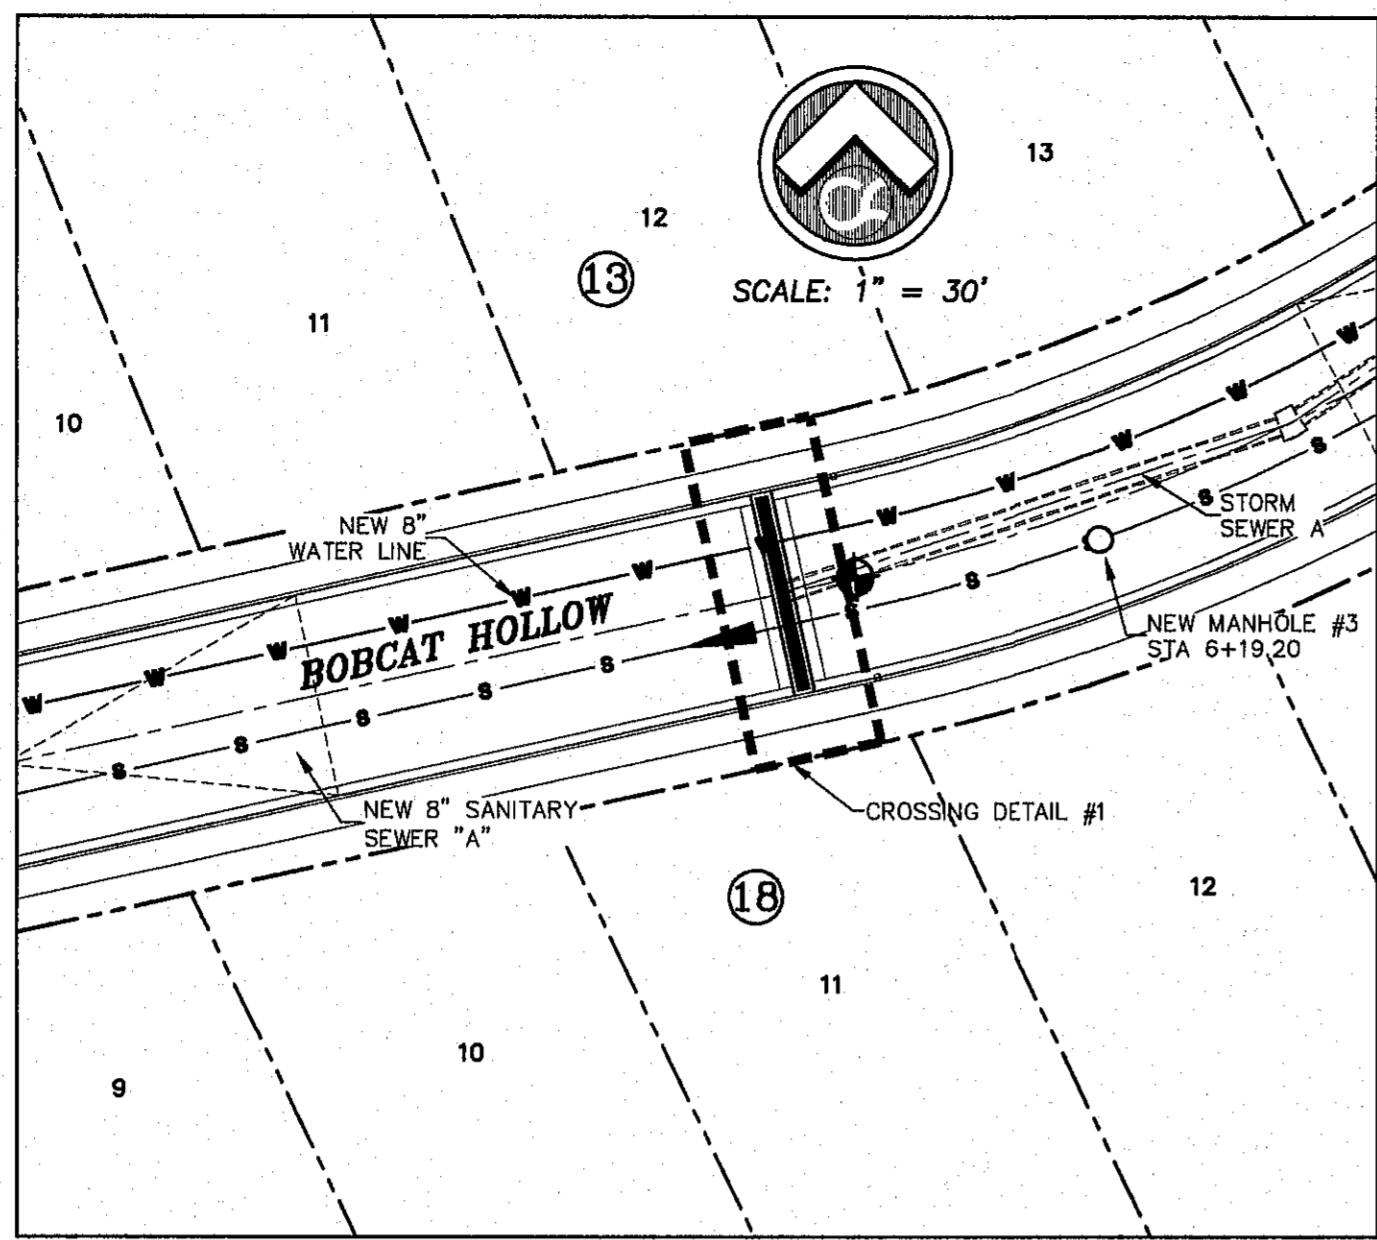 13
12
13
SCALE: 1" = 30'
11
10
NEW 8"
WATER LINE
W W W W W W W W W W W W
BOBCAT HOLLOW
S S S S S S S S S S
STORM
SEWER A
NEW MANHOLE #3
STA 6+19.20
NEW 8" SANITARY
SEWER "A"
CROSSING DETAIL #1
18
12
11
10
9